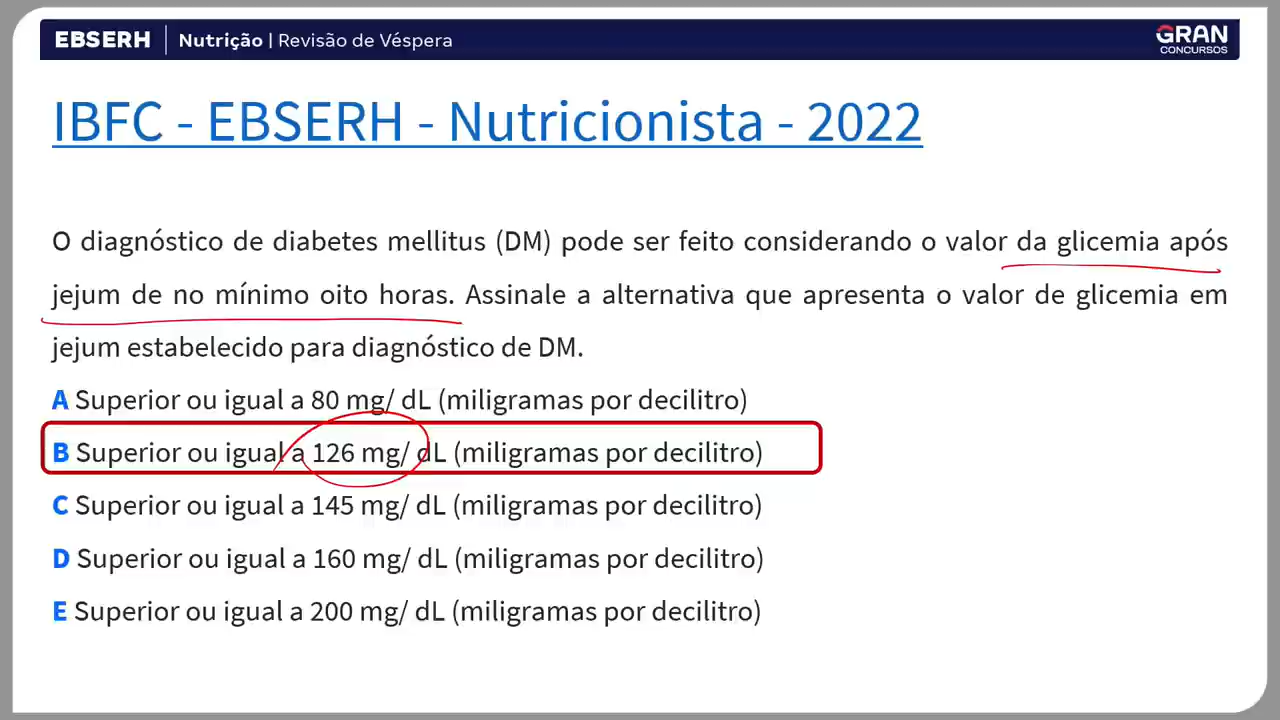 EBSERH | Nutrição | Revisão de Véspera
GRAN CONCURSOS
IBFC - EBSERH - Nutricionista - 2022
O diagnóstico de diabetes mellitus (DM) pode ser feito considerando o valor da glicemia após
jejum de no mínimo oito horas. Assinale a alternativa que apresenta o valor de glicemia em
jejum estabelecido para diagnóstico de DM.
A Superior ou igual a 80 mg/ dL (miligramas por decilitro)
B Superior ou igual a 126 mg/ dL (miligramas por decilitro)
C Superior ou igual a 145 mg/ dL (miligramas por decilitro)
D Superior ou igual a 160 mg/ dL (miligramas por decilitro)
E Superior ou igual a 200 mg/ dL (miligramas por decilitro)